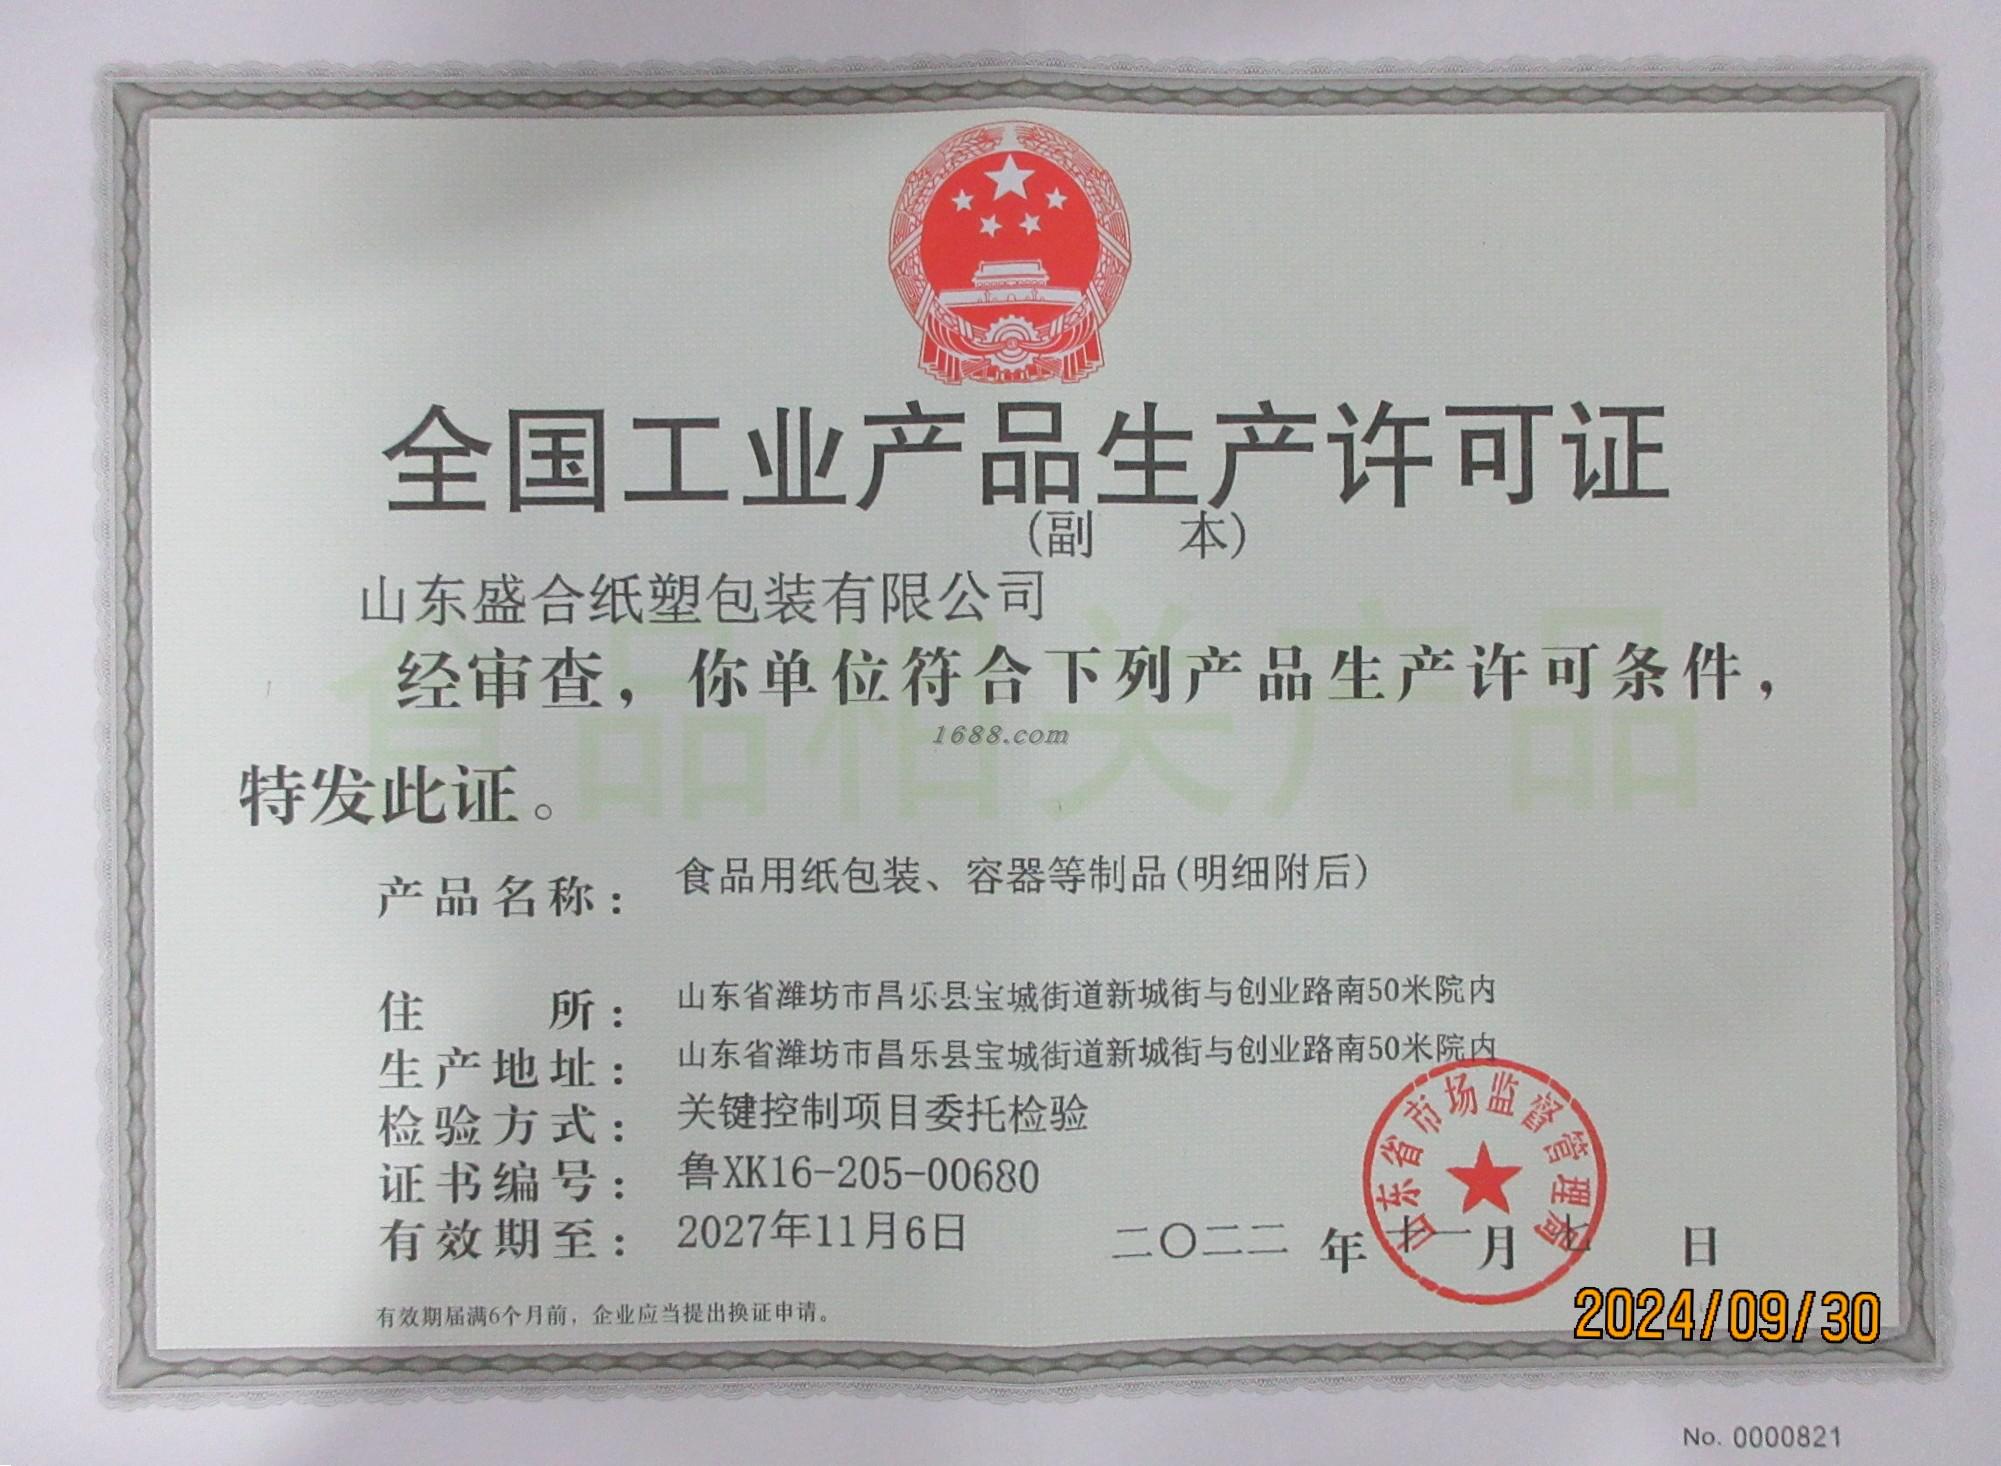 全国工业产品生产许可证
(副 本)
山东盛合纸塑包装有限公司
食品相关产品
经审查，你单位符合下列产品生产许可条件，
1688.com
特发此证。
产品名称： 食品用纸包装、容器等制品(明细附后)
住 所： 山东省潍坊市昌乐县宝城街道新城街与创业路南50米院内
生产地址： 山东省潍坊市昌乐县宝城街道新城街与创业路南50米院内
检验方式： 关键控制项目委托检验
证书编号： 鲁XK16-205-00680
有效期至： 2027年11月6日
二〇二二 年 十一 月 七 日
山东省市场监督管理局
有效期届满6个月前，企业应当提出换证申请。
2024/09/30
No. 0000821